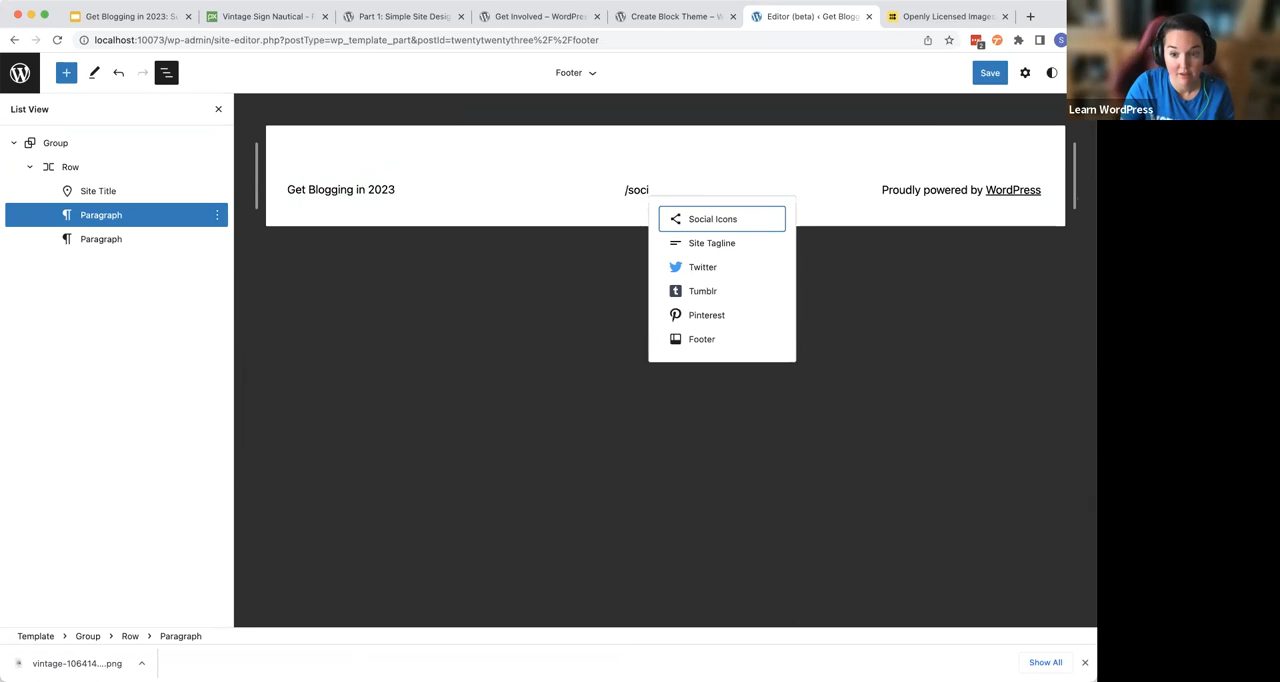 Get Blogging in 2023: S
Vintage Sign Nautical – F
Part 1: Simple Site Desig
Get Involved – WordPres
Create Block Theme – W
Editor (beta) ‹ Get Blogg
Openly Licensed Images
localhost:10073/wp-admin/site-editor.php?postType=wp_template_part&postId=twentytwentythree%2F%2Ffooter
2
S
Footer
Save
Learn WordPress
List View
Group
Row
Site Title
Paragraph
Paragraph
Get Blogging in 2023
/soci
Proudly powered by WordPress
Social Icons
Site Tagline
Twitter
Tumblr
Pinterest
Footer
Template > Group > Row > Paragraph
vintage-106414....png
Show All